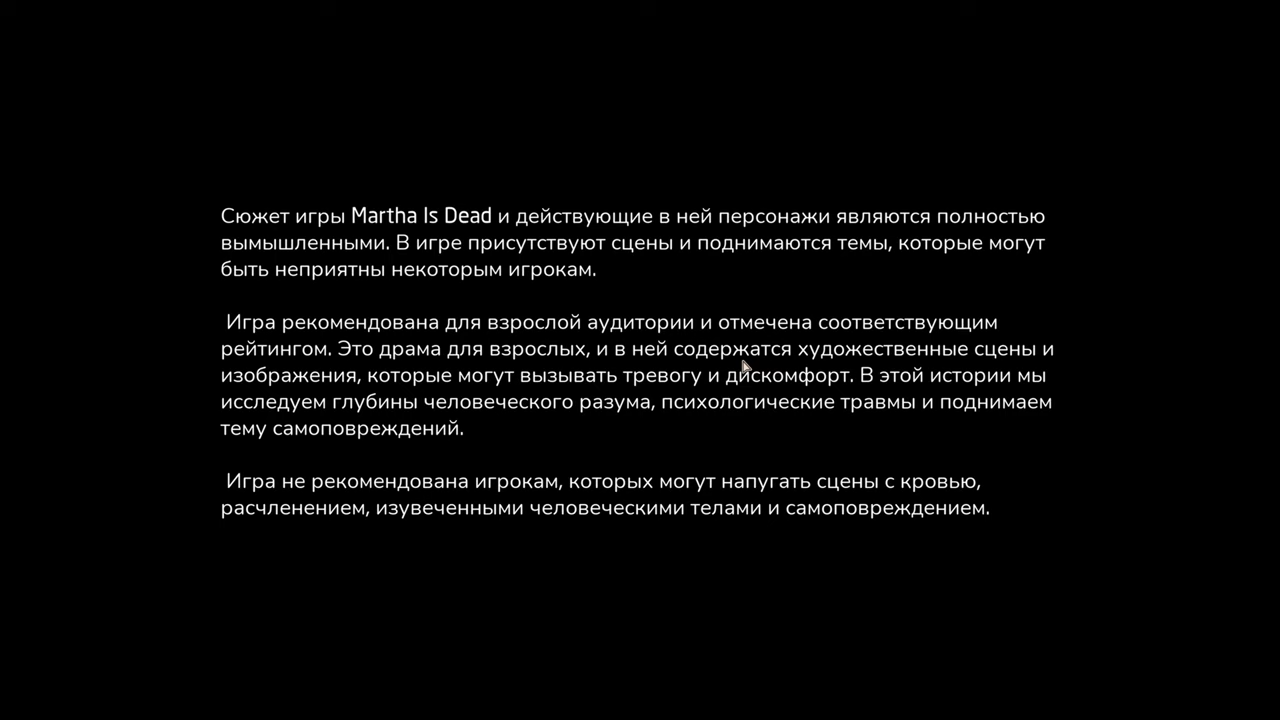 Сюжет игры Martha Is Dead и действующие в ней персонажи являются полностью
вымышленными. В игре присутствуют сцены и поднимаются темы, которые могут
быть неприятны некоторым игрокам.
Игра рекомендована для взрослой аудитории и отмечена соответствующим
рейтингом. Это драма для взрослых, и в ней содержатся художественные сцены и
изображения, которые могут вызывать тревогу и дискомфорт. В этой истории мы
исследуем глубины человеческого разума, психологические травмы и поднимаем
тему самоповреждений.
Игра не рекомендована игрокам, которых могут напугать сцены с кровью,
расчленением, изувеченными человеческими телами и самоповреждением.